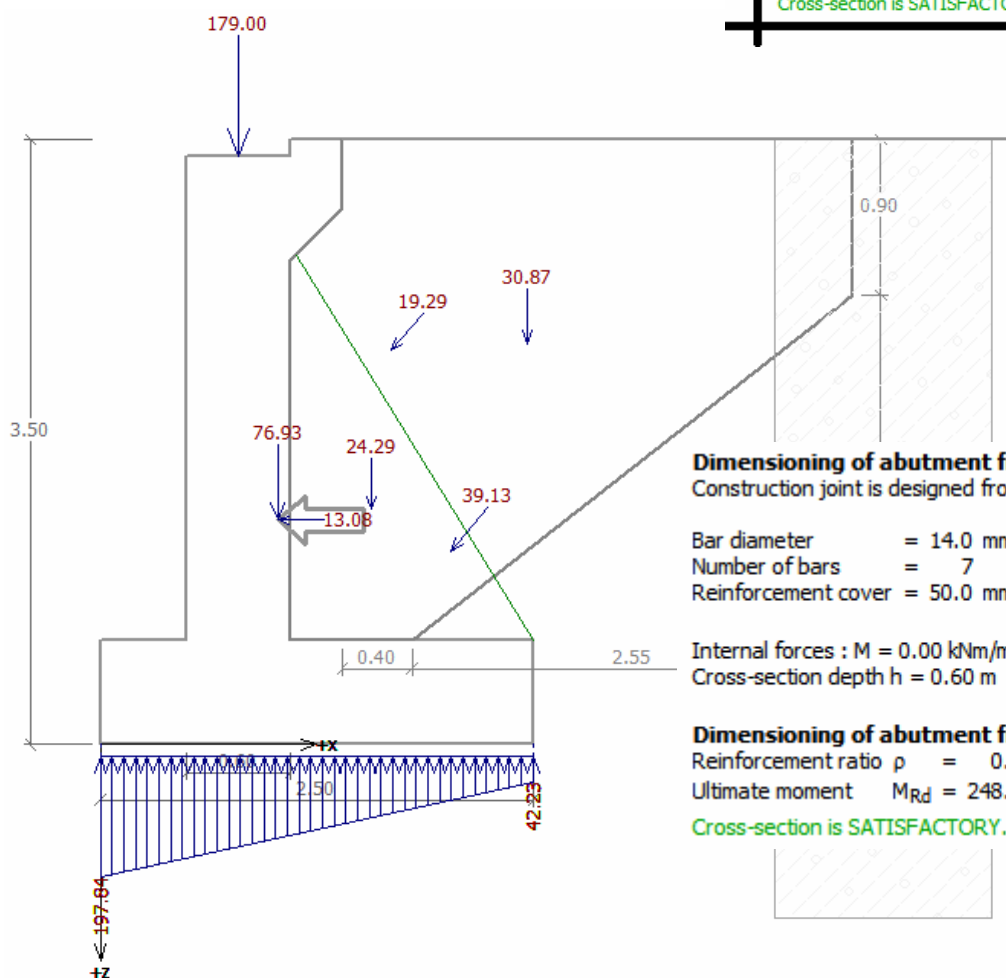 Cross-section is SATISFACTO
179.00
0.90
30.87
19.29
3.50
76.93
24.29
39.13
13.08
Dimensioning of abutment f
Construction joint is designed fro
Bar diameter = 14.0 mm
Number of bars = 7
Reinforcement cover = 50.0 mm
0.40
2.55
Internal forces : M = 0.00 kNm/m
Cross-section depth h = 0.60 m
+x
0.60
2.50
42.23
Dimensioning of abutment f
Reinforcement ratio ρ = 0.
Ultimate moment MRd = 248.
Cross-section is SATISFACTORY.
197.84
+z